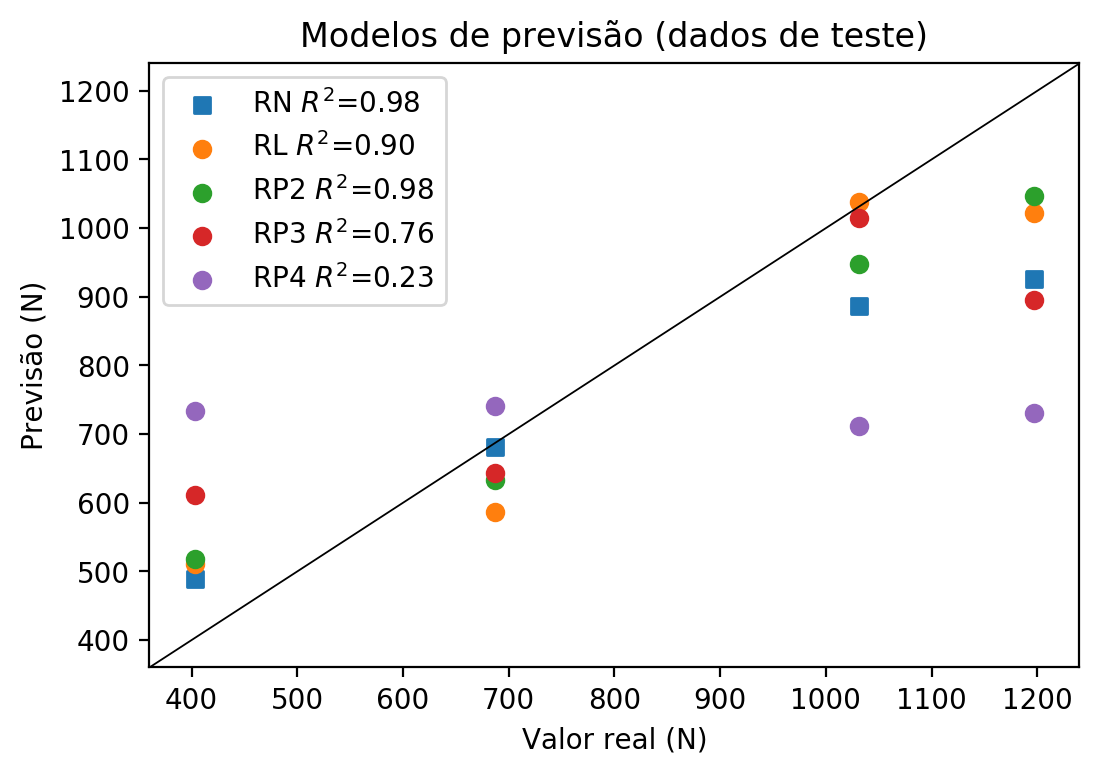 Modelos de previsão (dados de teste)
RN R²=0.98
RL R²=0.90
RP2 R²=0.98
RP3 R²=0.76
RP4 R²=0.23
1200
1100
1000
900
800
700
600
500
400
Previsão (N)
400 500 600 700 800 900 1000 1100 1200
Valor real (N)